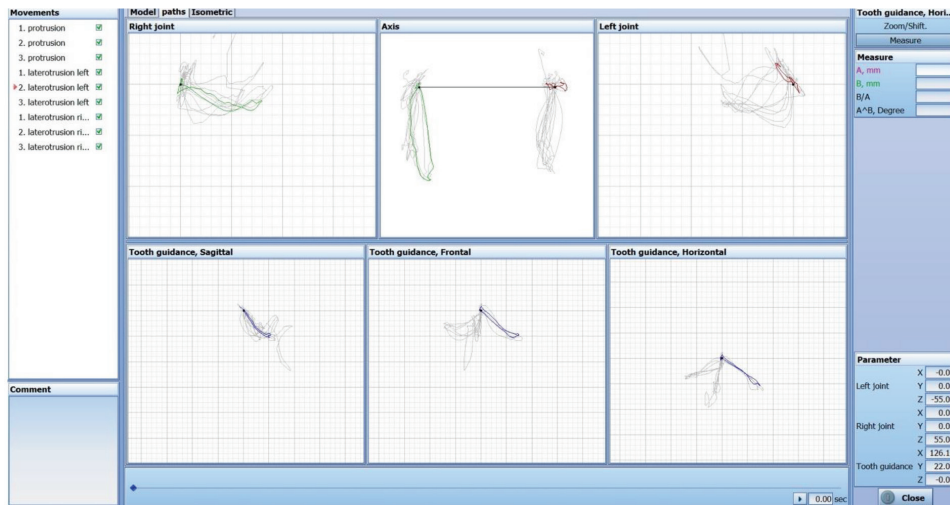 Movements
1. protrusion
2. protrusion
3. protrusion
1. laterotrusion left
2. laterotrusion left
3. laterotrusion left
1. laterotrusion ri...
2. laterotrusion ri...
3. laterotrusion ri...
Comment
Model paths Isometric
Right joint
Axis
Left joint
Tooth guidance, Sagittal
Tooth guidance, Frontal
Tooth guidance, Horizontal
0.00 sec
Tooth guidance, Hori...
Zoom/Shift.
Measure
Measure
A, mm
B, mm
B/A
A^B, Degree
Parameter
X -0.0
Left joint Y 0.0
Z -55.0
X 0.0
Right joint Y 0.0
Z 55.0
X 126.1
Tooth guidance Y 22.0
Z -0.0
Close